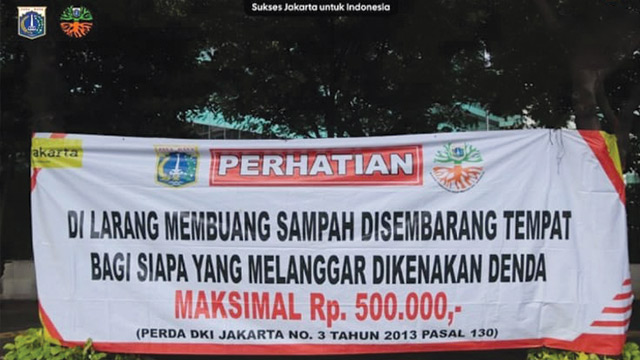 Sukses Jakarta untuk Indonesia
akarta
PERHATIAN
DI LARANG MEMBUANG SAMPAH DISEMBARANG TEMPAT
BAGI SIAPA YANG MELANGGAR DIKENAKAN DENDA
MAKSIMAL Rp. 500.000,-
(PERDA DKI JAKARTA NO. 3 TAHUN 2013 PASAL 130)